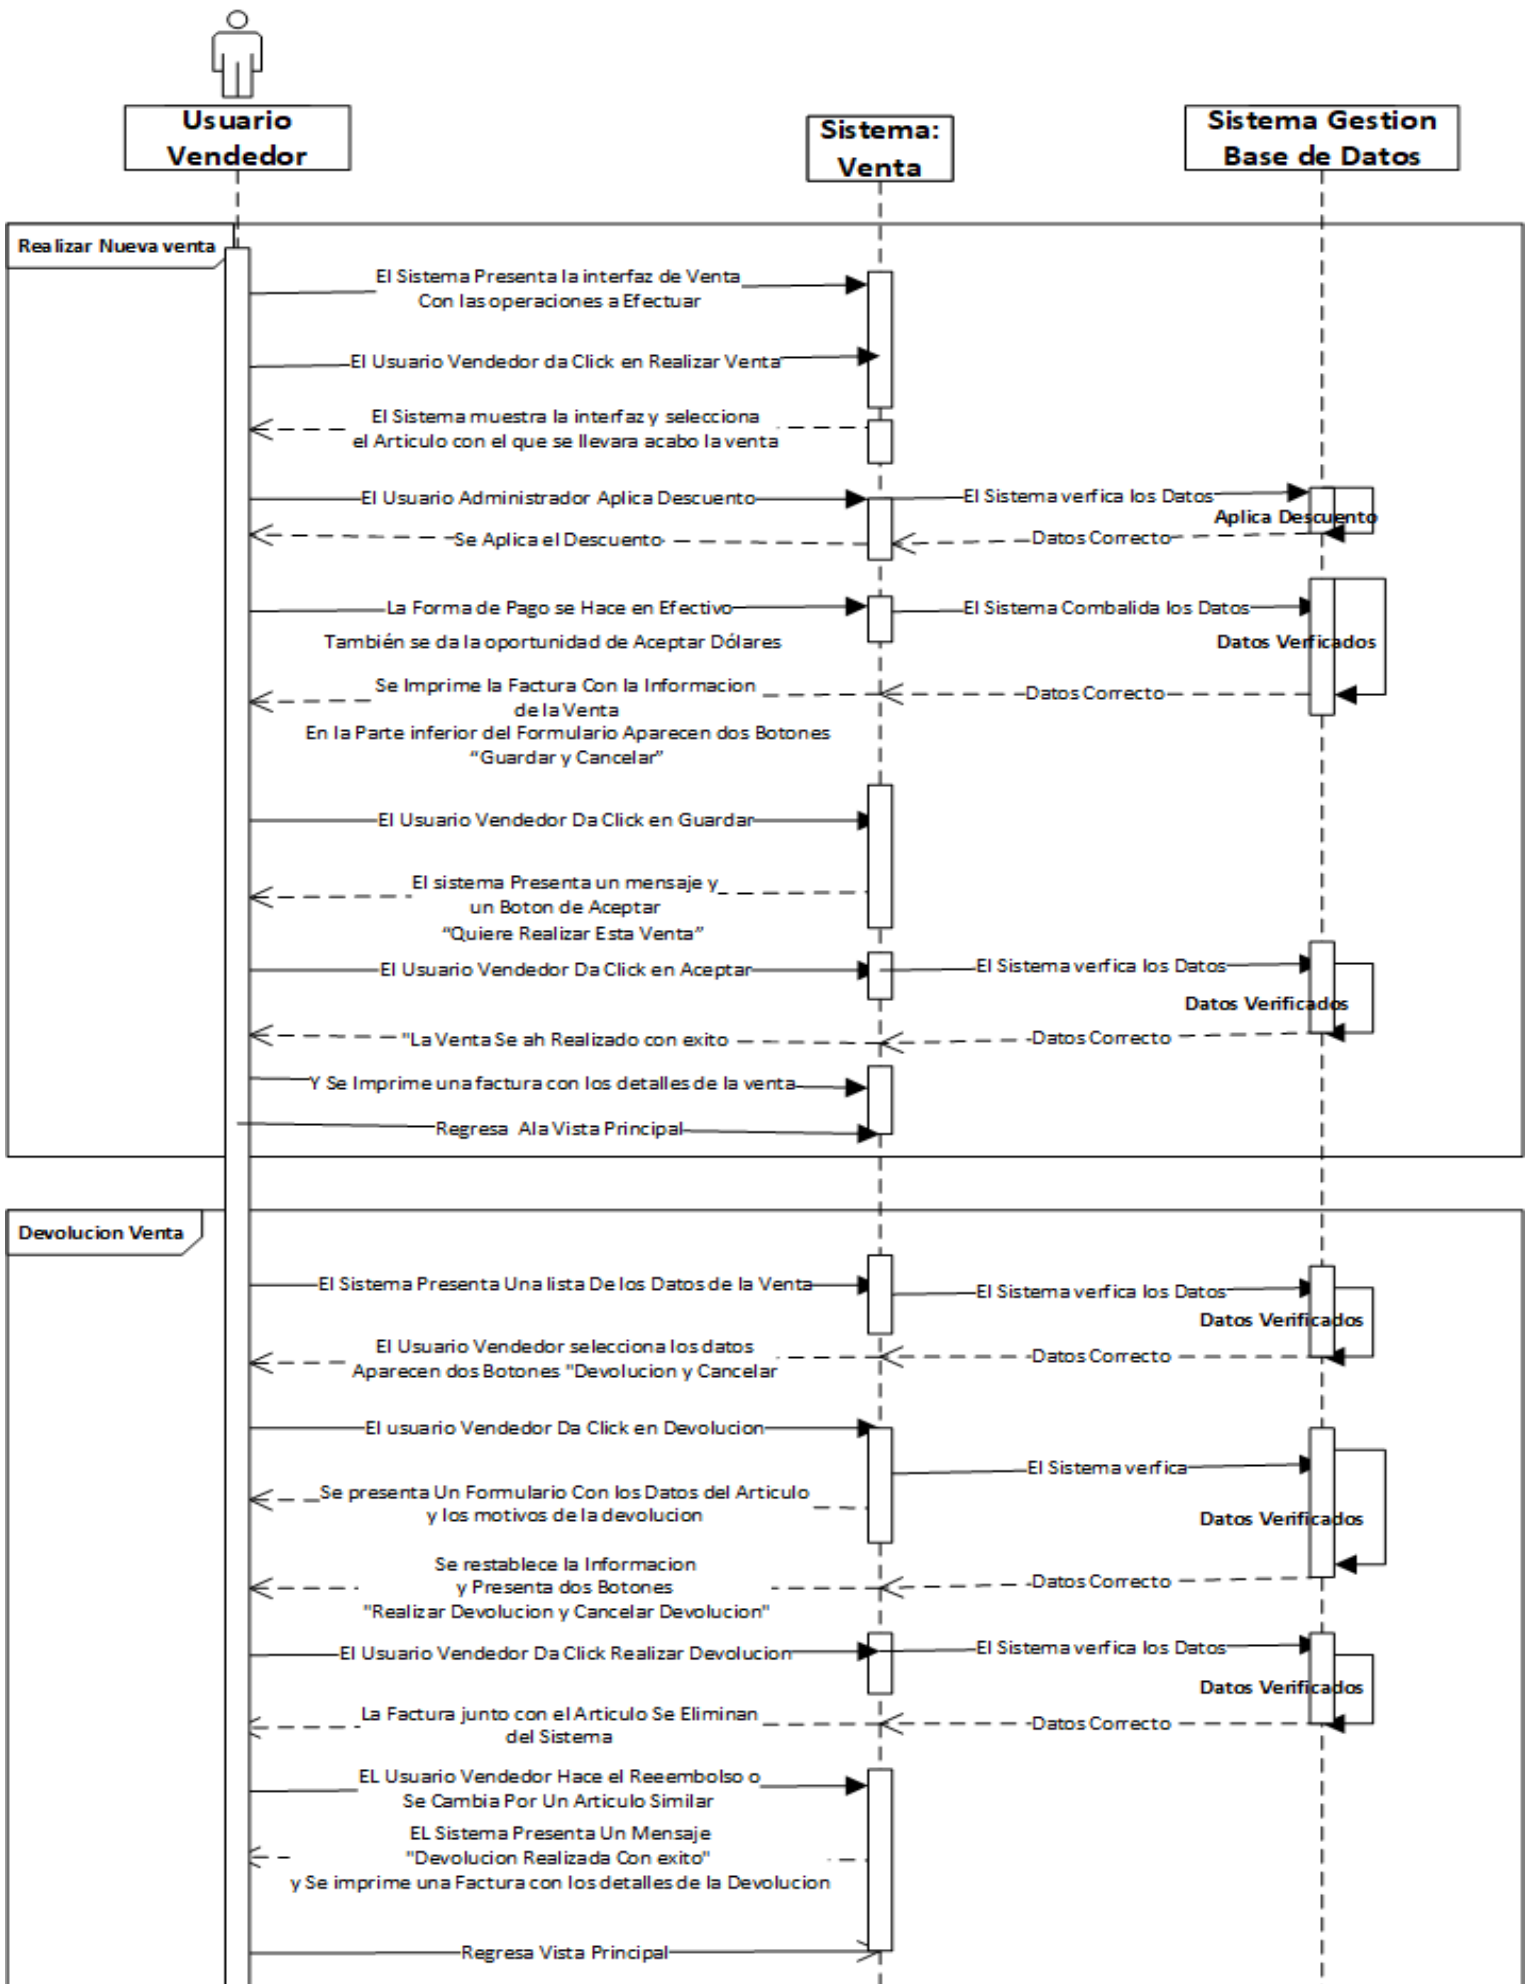 Usuario
Vendedor
Sistema:
Venta
Sistema Gestion
Base de Datos
Realizar Nueva venta
El Sistema Presenta la interfaz de Venta
Con las operaciones a Efectuar
El Usuario Vendedor da Click en Realizar Venta
El Sistema muestra la interfaz y selecciona
el Articulo con el que se llevara acabo la venta
El Usuario Administrador Aplica Descuento
El Sistema verfica los Datos
Aplica Descuento
Se Aplica el Descuento
Datos Correcto
La Forma de Pago se Hace en Efectivo
El Sistema Combalida los Datos
También se da la oportunidad de Aceptar Dólares
Datos Verficados
Se Imprime la Factura Con la Informacion
de la Venta
Datos Correcto
En la Parte inferior del Formulario Aparecen dos Botones
“Guardar y Cancelar”
El Usuario Vendedor Da Click en Guardar
El sistema Presenta un mensaje y
un Boton de Aceptar
“Quiere Realizar Esta Venta”
El Usuario Vendedor Da Click en Aceptar
El Sistema verfica los Datos
Datos Verificados
"La Venta Se ah Realizado con exito
Datos Correcto
Y Se Imprime una factura con los detalles de la venta
Regresa Ala Vista Principal
Devolucion Venta
El Sistema Presenta Una lista De los Datos de la Venta
El Sistema verfica los Datos
Datos Verificados
El Usuario Vendedor selecciona los datos
Aparecen dos Botones "Devolucion y Cancelar
Datos Correcto
El usuario Vendedor Da Click en Devolucion
El Sistema verfica
Se presenta Un Formulario Con los Datos del Articulo
y los motivos de la devolucion
Datos Verificados
Se restablece la Informacion
y Presenta dos Botones
"Realizar Devolucion y Cancelar Devolucion"
Datos Correcto
El Usuario Vendedor Da Click Realizar Devolucion
El Sistema verfica los Datos
Datos Verificados
La Factura junto con el Articulo Se Eliminan
del Sistema
Datos Correcto
EL Usuario Vendedor Hace el Reeembolso o
Se Cambia Por Un Articulo Similar
EL Sistema Presenta Un Mensaje
"Devolucion Realizada Con exito"
y Se imprime una Factura con los detalles de la Devolucion
Regresa Vista Principal